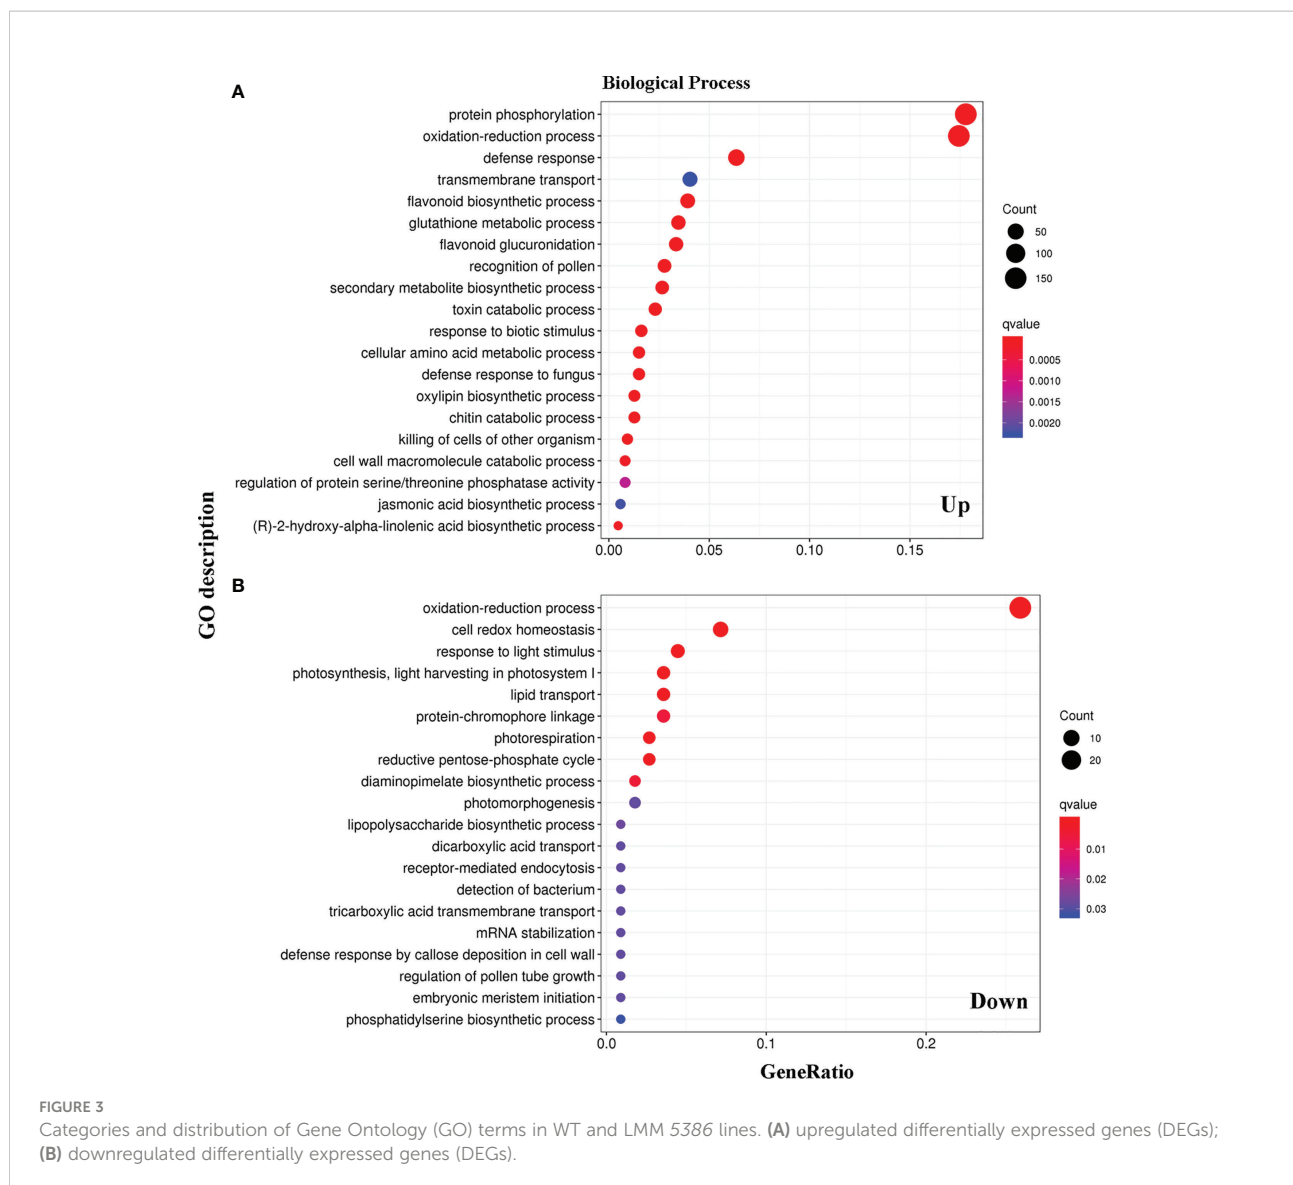 A
Biological Process
protein phosphorylation
oxidation-reduction process
defense response
transmembrane transport
flavonoid biosynthetic process
glutathione metabolic process
flavonoid glucuronidation
recognition of pollen
secondary metabolite biosynthetic process
toxin catabolic process
response to biotic stimulus
cellular amino acid metabolic process
defense response to fungus
oxylipin biosynthetic process
chitin catabolic process
killing of cells of other organism
cell wall macromolecule catabolic process
regulation of protein serine/threonine phosphatase activity
jasmonic acid biosynthetic process
(R)-2-hydroxy-alpha-linolenic acid biosynthetic process
Up
0.00 0.05 0.10 0.15
Count
50
100
150
qvalue
0.0005
0.0010
0.0015
0.0020
GO description
B
oxidation-reduction process
cell redox homeostasis
response to light stimulus
photosynthesis, light harvesting in photosystem I
lipid transport
protein-chromophore linkage
photorespiration
reductive pentose-phosphate cycle
diaminopimelate biosynthetic process
photomorphogenesis
lipopolysaccharide biosynthetic process
dicarboxylic acid transport
receptor-mediated endocytosis
detection of bacterium
tricarboxylic acid transmembrane transport
mRNA stabilization
defense response by callose deposition in cell wall
regulation of pollen tube growth
embryonic meristem initiation
phosphatidylserine biosynthetic process
Down
0.0 0.1 0.2
GeneRatio
Count
10
20
qvalue
0.01
0.02
0.03
FIGURE 3
Categories and distribution of Gene Ontology (GO) terms in WT and LMM 5386 lines. (A) upregulated differentially expressed genes (DEGs);
(B) downregulated differentially expressed genes (DEGs).